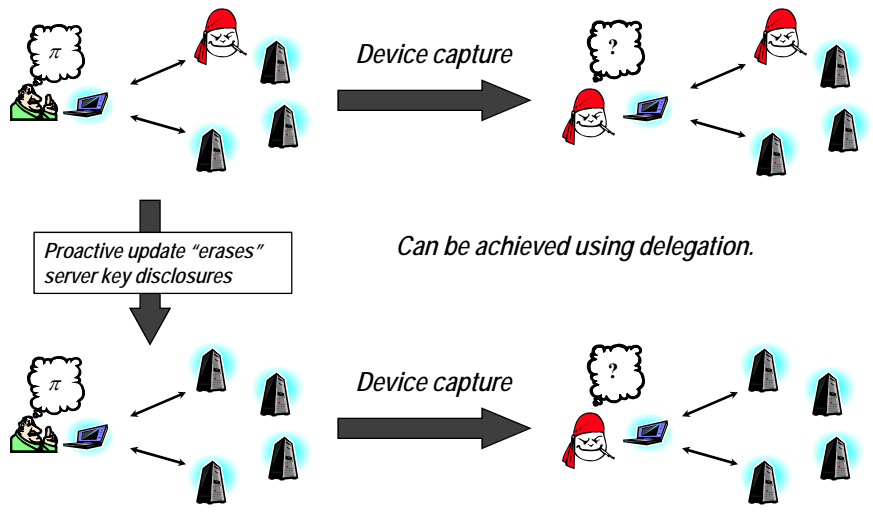 π
Device capture
?
Can be achieved using delegation.
Proactive update “erases”
server key disclosures
π
Device capture
?